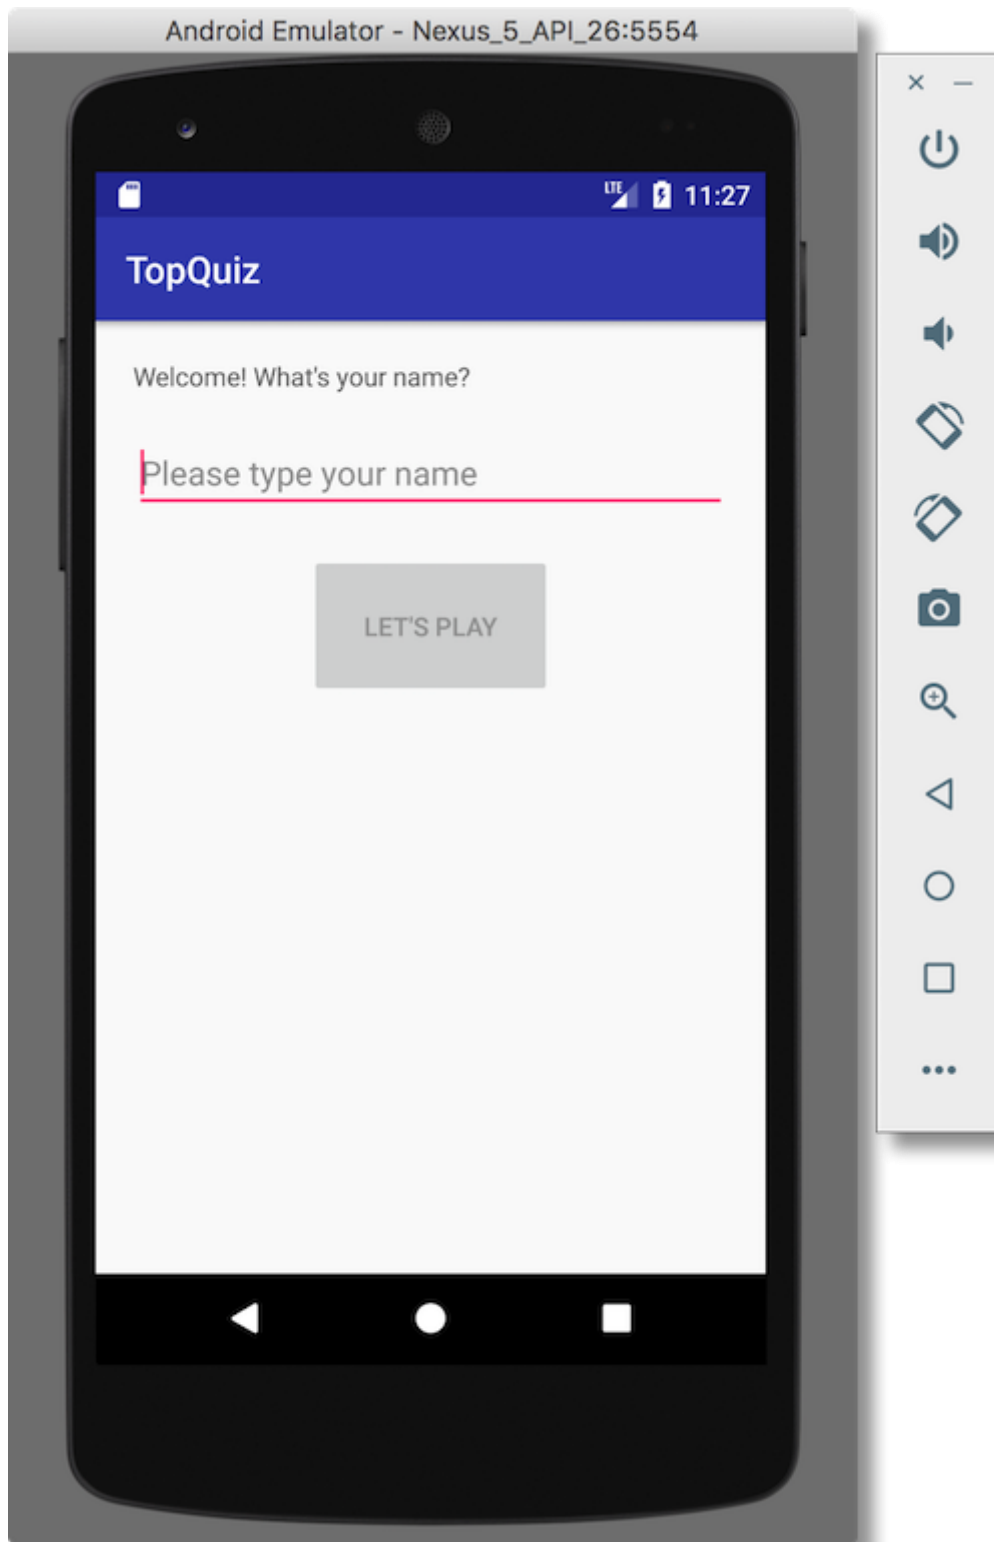 Android Emulator - Nexus_5_API_26:5554
LTE 11:27
TopQuiz
Welcome! What's your name?
Please type your name
LET'S PLAY